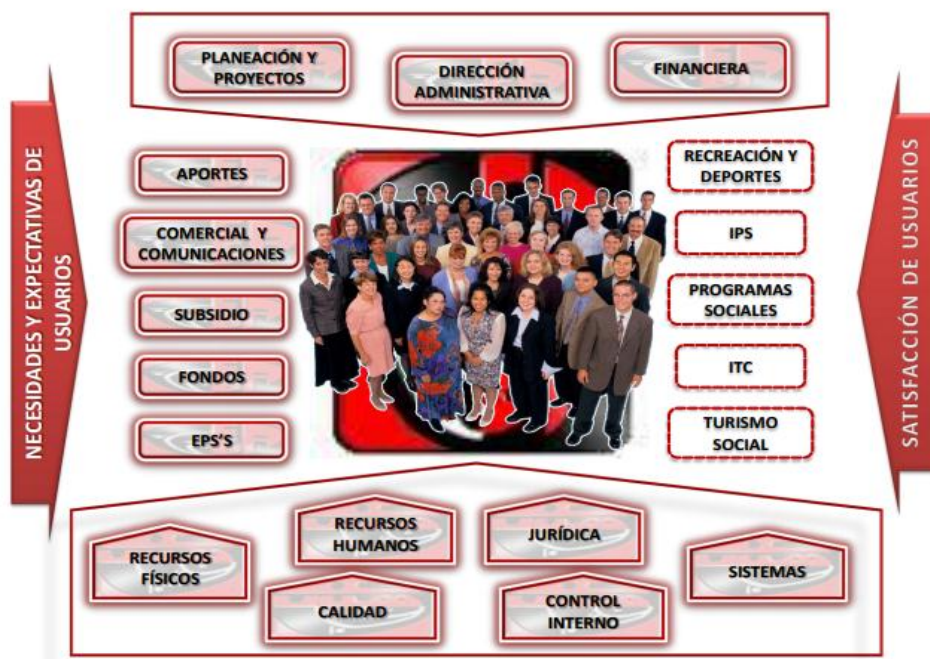 PLANEACIÓN Y
PROYECTOS
DIRECCIÓN
ADMINISTRATIVA
FINANCIERA
NECESIDADES Y EXPECTATIVAS DE
USUARIOS
APORTES
COMERCIAL Y
COMUNICACIONES
SUBSIDIO
FONDOS
EPS'S
RECREACIÓN Y
DEPORTES
IPS
PROGRAMAS
SOCIALES
ITC
TURISMO
SOCIAL
SATISFACCIÓN DE USUARIOS
RECURSOS
FÍSICOS
RECURSOS
HUMANOS
JURÍDICA
SISTEMAS
CALIDAD
CONTROL
INTERNO